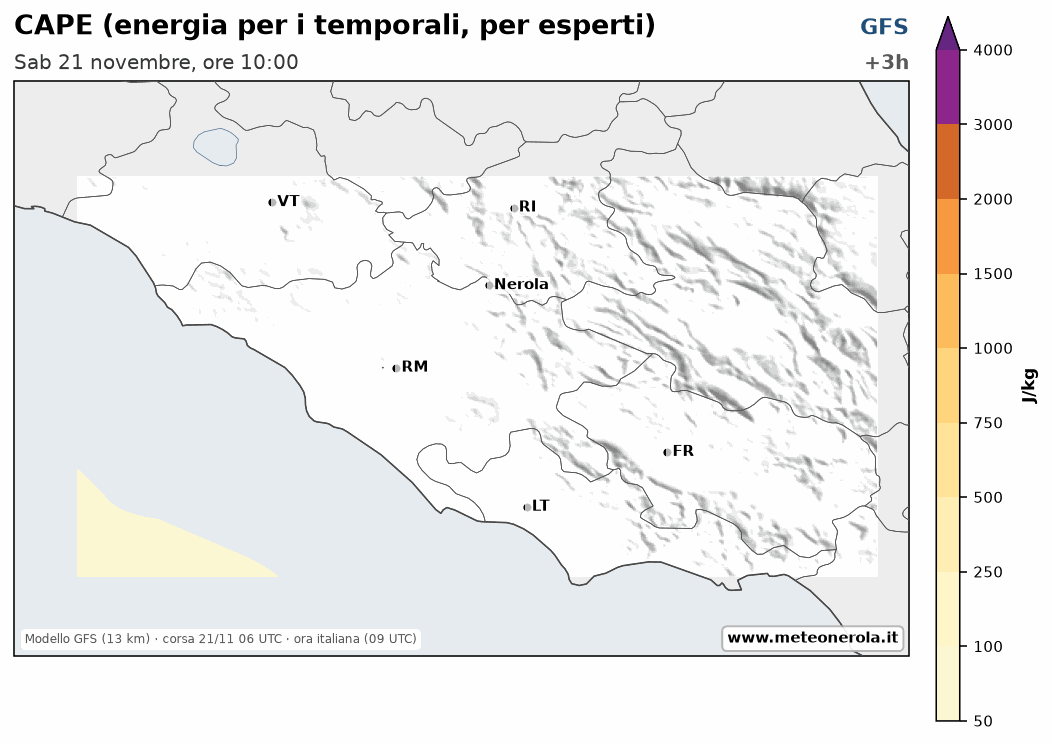 CAPE (energia per i temporali, per esperti)
GFS
Sab 21 novembre, ore 10:00
+3h
4000
3000
2000
1500
1000
750
500
250
100
50
J/kg
VT
RI
Nerola
RM
FR
LT
Modello GFS (13 km) · corsa 21/11 06 UTC · ora italiana (09 UTC)
www.meteonerola.it